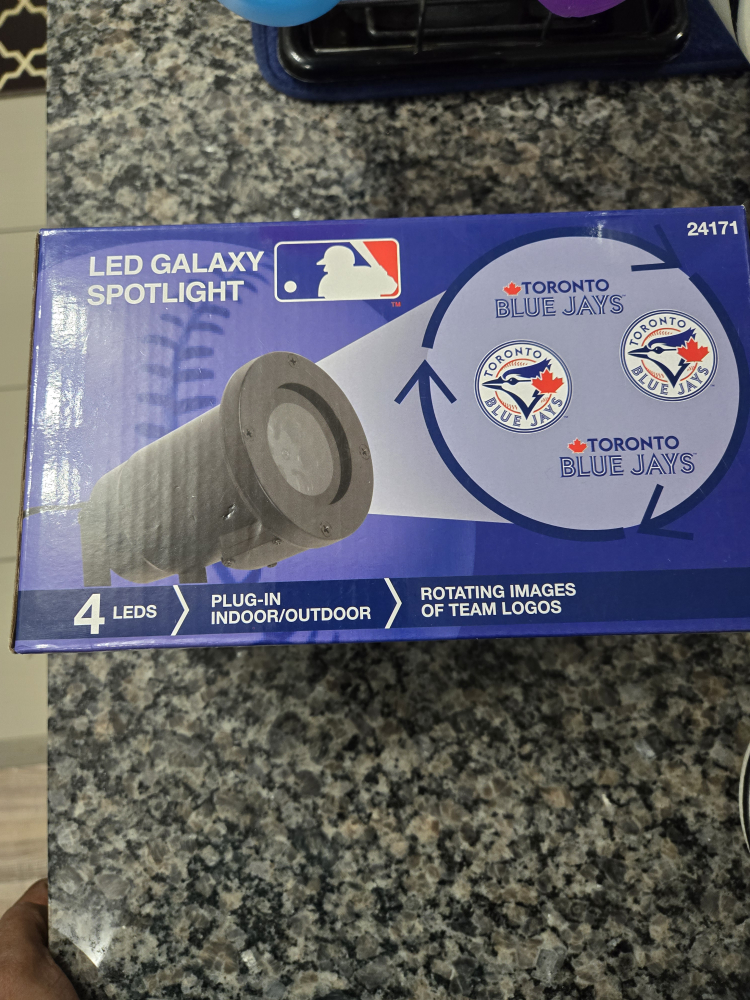 24171
LED GALAXY
SPOTLIGHT
TM
TORONTO
BLUE JAYS
TORONTO
BLUE JAYS
TORONTO
BLUE JAYS
TORONTO
BLUE JAYS
4 LEDS
PLUG-IN
INDOOR/OUTDOOR
ROTATING IMAGES
OF TEAM LOGOS